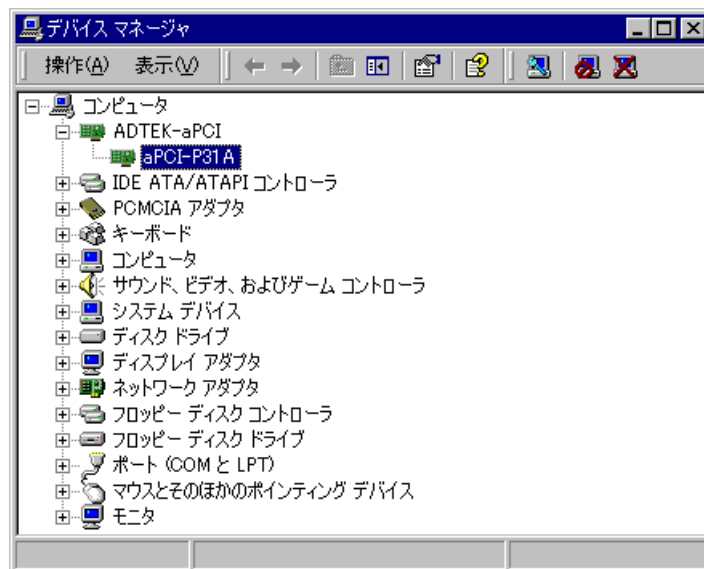 デバイス マネージャ
操作(A) 表示(V)
コンピュータ
ADTEK-aPCI
aPCI-P31A
IDE ATA/ATAPI コントローラ
PCMCIA アダプタ
キーボード
コンピュータ
サウンド、ビデオ、およびゲーム コントローラ
システム デバイス
ディスク ドライブ
ディスプレイ アダプタ
ネットワーク アダプタ
フロッピー ディスク コントローラ
フロッピー ディスク ドライブ
ポート (COM と LPT)
マウスとそのほかのポインティング デバイス
モニタ